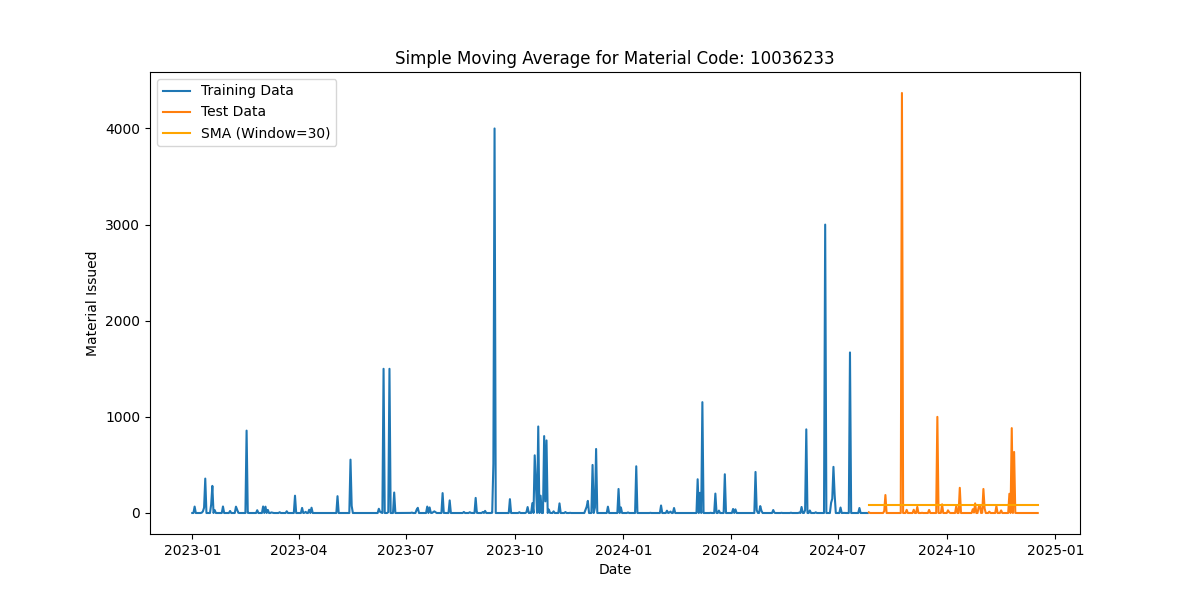 Simple Moving Average for Material Code: 10036233
Training Data
Test Data
SMA (Window=30)
Material Issued
4000
3000
2000
1000
0
2023-01
2023-04
2023-07
2023-10
2024-01
2024-04
2024-07
2024-10
2025-01
Date